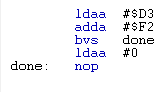 ldaa #$D3
adda #$F2
bvs done
ldaa #0
done: nop